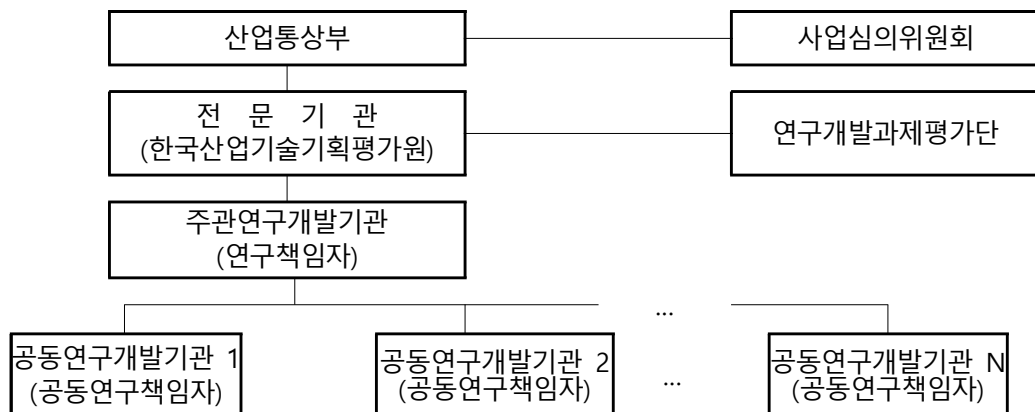 산업통상부
사업심의위원회
전 문 기 관
(한국산업기술기획평가원)
연구개발과제평가단
주관연구개발기관
(연구책임자)
...
공동연구개발기관 1
(공동연구책임자)
공동연구개발기관 2
(공동연구책임자)
...
공동연구개발기관 N
(공동연구책임자)